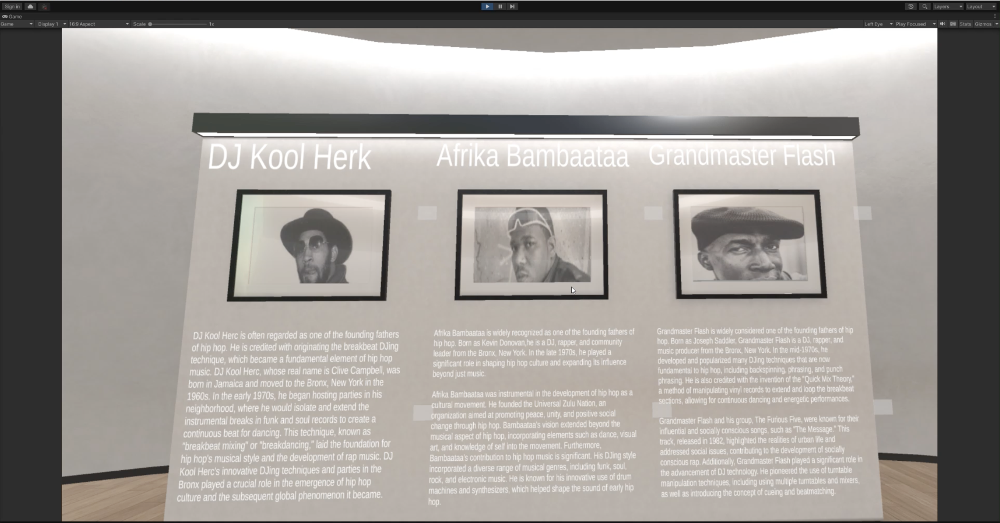 Sign in
Layers
Layout
Game
Game
Display 1
16:9 Aspect
Scale
1x
Left Eye
Play Focused
Stats
Gizmos
DJ Kool Herk
Afrika Bambaataa
Grandmaster Flash
DJ Kool Herc is often regarded as one of the founding fathers
of hip hop. He is credited with originating the breakbeat DJing
technique, which became a fundamental element of hip hop
music. DJ Kool Herc, whose real name is Clive Campbell, was
born in Jamaica and moved to the Bronx, New York in the
1960s. In the early 1970s, he began hosting parties in his
neighborhood, where he would isolate and extend the
instrumental breaks in funk and soul records to create a
continuous beat for dancing. This technique, known as
"breakbeat mixing" or "breakdancing," laid the foundation for
hip hop's musical style and the development of rap music. DJ
Kool Herc's innovative DJing techniques and parties in the
Bronx played a crucial role in the emergence of hip hop
culture and the subsequent global phenomenon it became.
Afrika Bambaataa is widely recognized as one of the founding fathers of
hip hop. Born as Kevin Donovan,he is a DJ, rapper, and community
leader from the Bronx, New York. In the late 1970s, he played a
significant role in shaping hip hop culture and expanding its influence
beyond just music.
Afrika Bambaataa was instrumental in the development of hip hop as a
cultural movement. He founded the Universal Zulu Nation, an
organization aimed at promoting peace, unity, and positive social
change through hip hop. Bambaataa's vision extended beyond the
musical aspect of hip hop, incorporating elements such as dance, visual
art, and knowledge of self into the movement. Furthermore,
Bambaataa's contribution to hip hop music is significant. His DJing style
incorporated a diverse range of musical genres, including funk, soul,
rock, and electronic music. He is known for his innovative use of drum
machines and synthesizers, which helped shape the sound of early hip
hop.
Grandmaster Flash is widely considered one of the founding fathers of hip
hop. Born as Joseph Saddler, Grandmaster Flash is a DJ, rapper, and
music producer from the Bronx, New York. In the mid-1970s, he
developed and popularized many DJing techniques that are now
fundamental to hip hop, including backspinning, phrasing, and punch
phrasing. He is also credited with the invention of the "Quick Mix Theory,"
a method of manipulating vinyl records to extend and loop the breakbeat
sections, allowing for continuous dancing and energetic performances.
Grandmaster Flash and his group, The Furious Five, were known for their
influential and socially conscious songs, such as "The Message." This
track, released in 1982, highlighted the realities of urban life and
addressed social issues, contributing to the development of socially
conscious rap. Additionally, Grandmaster Flash played a significant role in
the advancement of DJ technology. He pioneered the use of turntable
manipulation techniques, including using multiple turntables and mixers,
as well as introducing the concept of cueing and beatmatching.